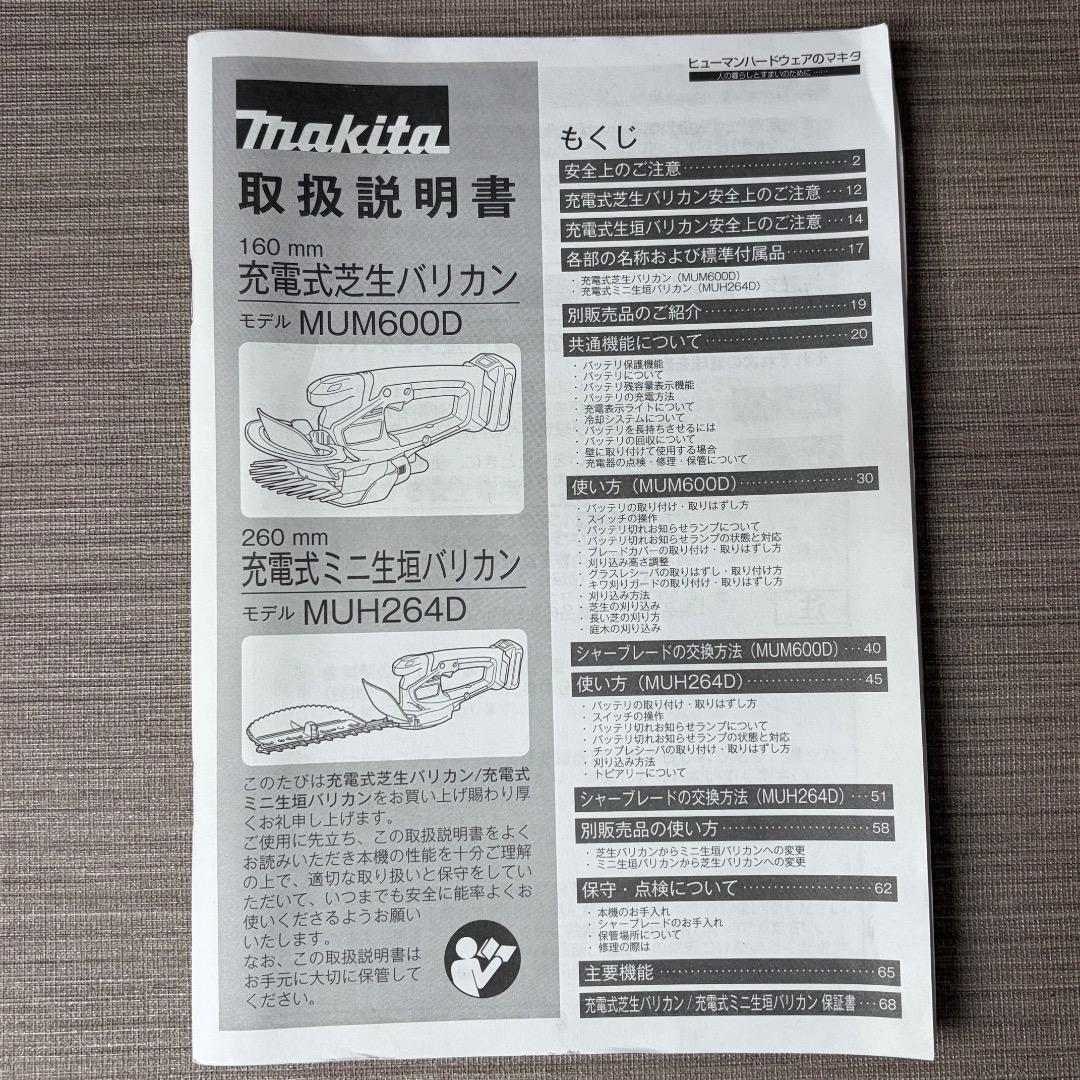 ヒューマンハードウェアのマキタ
人の暮らしとすまいのために……
makita
取扱説明書
160 mm
充電式芝生バリカン
モデル MUM600D
260 mm
充電式ミニ生垣バリカン
モデル MUH264D
このたびは充電式芝生バリカン/充電式
ミニ生垣バリカンをお買い上げ賜わり厚
くお礼申し上げます。
ご使用に先立ち、この取扱説明書をよく
お読みいただき本機の性能を十分ご理解
の上で、適切な取り扱いと保守をしてい
ただいて、いつまでも安全に能率よくお
使いくださるようお願い
いたします。
なお、この取扱説明書は
お手元に大切に保管して
ください。
もくじ
安全上のご注意……………………… 2
充電式芝生バリカン安全上のご注意 … 12
充電式生垣バリカン安全上のご注意 … 14
各部の名称および標準付属品………… 17
・ 充電式芝生バリカン（MUM600D）
・ 充電式ミニ生垣バリカン（MUH264D）
別販売品のご紹介…………………… 19
共通機能について…………………… 20
・ バッテリ保護機能
・ バッテリについて
・ バッテリ残容量表示機能
・ バッテリの充電方法
・ 充電表示ライトについて
・ 冷却システムについて
・ バッテリを長持ちさせるには
・ バッテリの回収について
・ 壁に取り付けて使用する場合
・ 充電器の点検・修理・保管について
使い方（MUM600D）……………… 30
・ バッテリの取り付け・取りはずし方
・ スイッチの操作
・ バッテリ切れお知らせランプについて
・ バッテリ切れお知らせランプの状態と対応
・ ブレードカバーの取り付け・取りはずし方
・ 刈り込み高さ調整
・ グラスレシーバの取りはずし・取り付け方
・ キワ刈りガードの取り付け・取りはずし方
・ 刈り込み方法
・ 芝生の刈り込み
・ 長い芝の刈り方
・ 庭木の刈り込み
シャーブレードの交換方法（MUM600D）… 40
使い方（MUH264D）……………… 45
・ バッテリの取り付け・取りはずし方
・ スイッチの操作
・ バッテリ切れお知らせランプについて
・ バッテリ切れお知らせランプの状態と対応
・ チップレシーバの取り付け・取りはずし方
・ 刈り込み方法
・ トピアリーについて
シャーブレードの交換方法（MUH264D）… 51
別販売品の使い方…………………… 58
・ 芝生バリカンからミニ生垣バリカンへの変更
・ ミニ生垣バリカンから芝生バリカンへの変更
保守・点検について………………… 62
・ 本機のお手入れ
・ シャーブレードのお手入れ
・ 保管場所について
・ 修理の際は
主要機能……………………………… 65
充電式芝生バリカン / 充電式ミニ生垣バリカン 保証書… 68